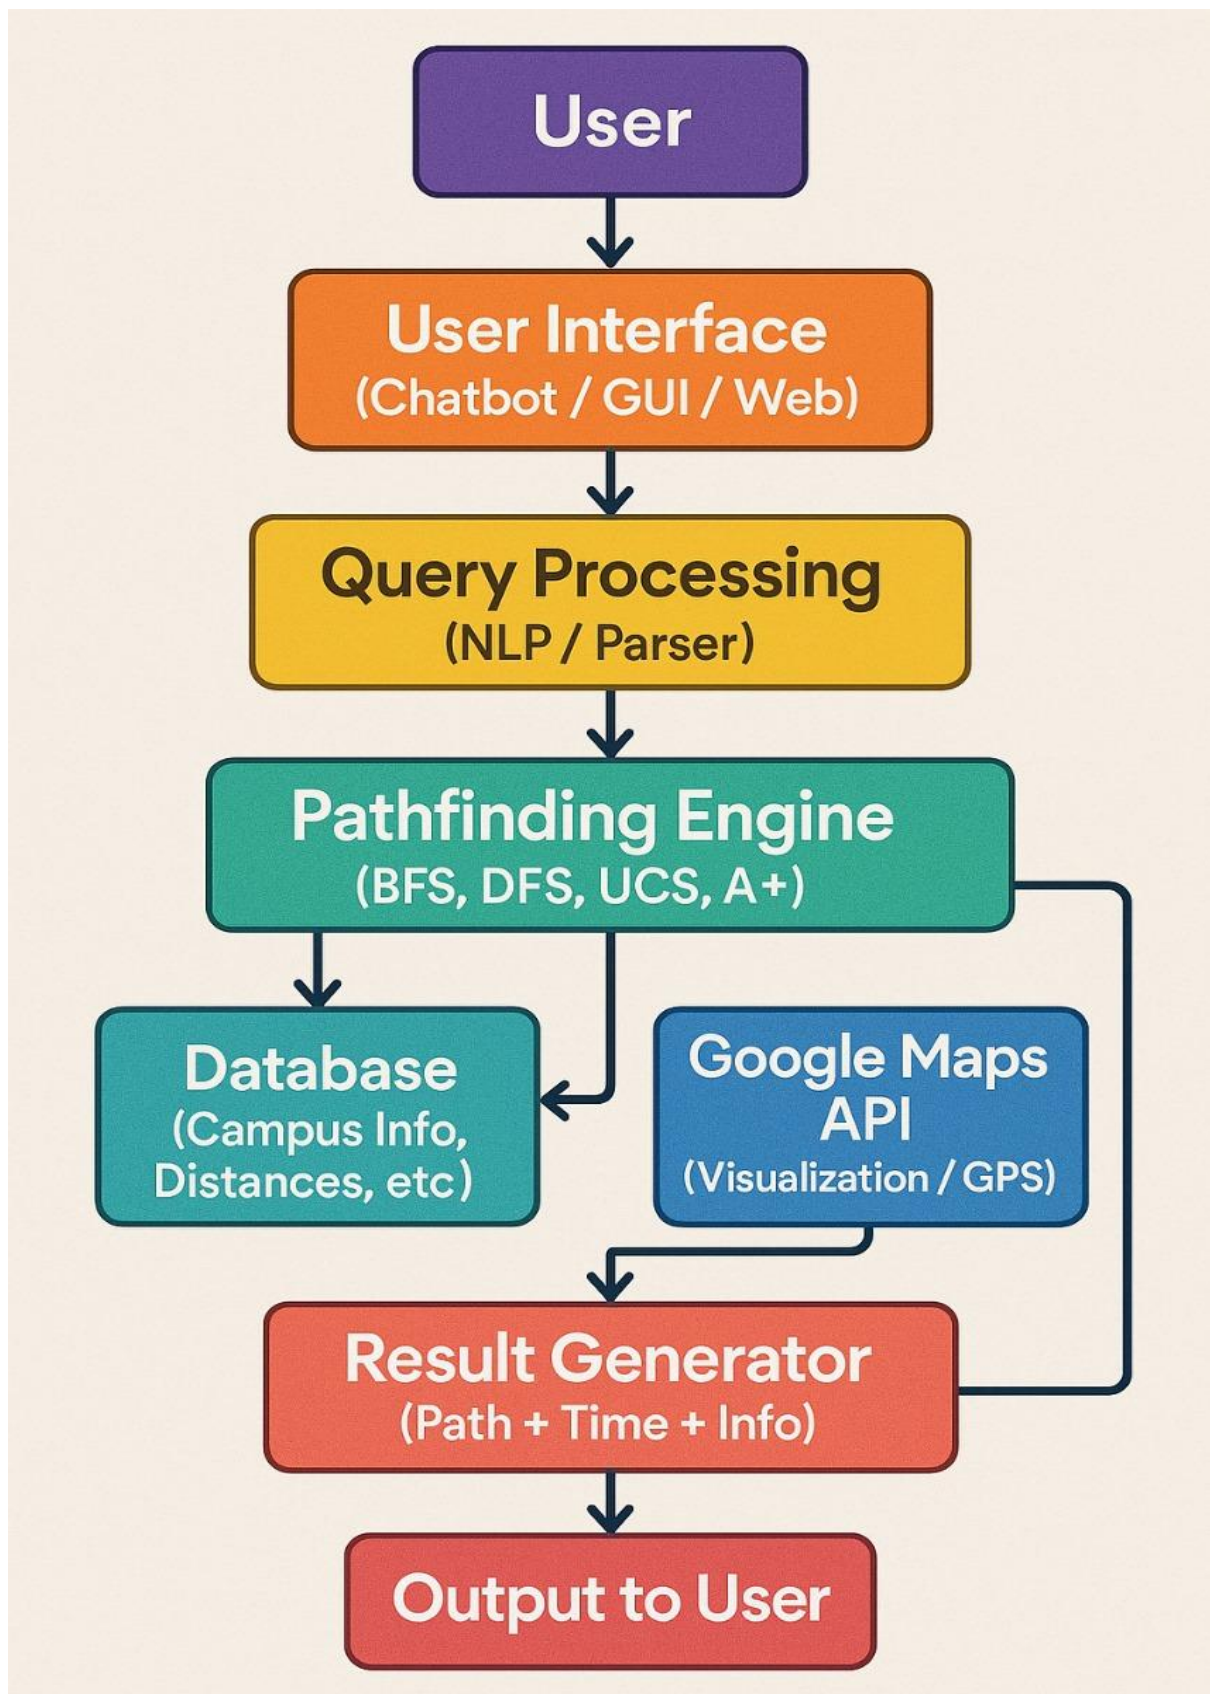 User
User Interface
(Chatbot / GUI / Web)
Query Processing
(NLP / Parser)
Pathfinding Engine
(BFS, DFS, UCS, A+)
Database
(Campus Info,
Distances, etc)
Google Maps
API
(Visualization / GPS)
Result Generator
(Path + Time + Info)
Output to User